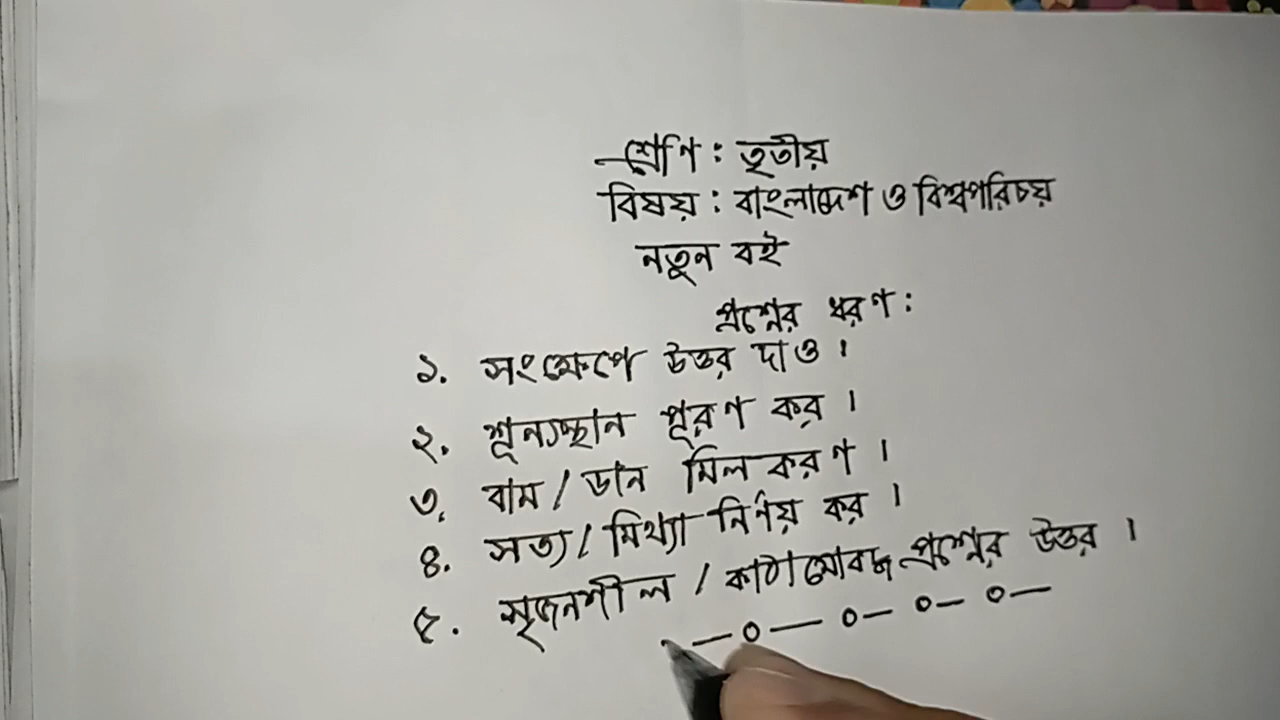 শ্রেণি : তৃতীয়
বিষয় : বাংলাদেশ ও বিশ্বপরিচয়
নতুন বই
প্রশ্নের ধরণ :
১. সংক্ষেপে উত্তর দাও ।
২. শূন্যস্থান পূরণ কর ।
৩. বাম / ডান মিলকরণ ।
৪. সত্য / মিথ্যা নির্ণয় কর ।
৫. সৃজনশীল / কাঠামোবদ্ধ প্রশ্নের উত্তর ।